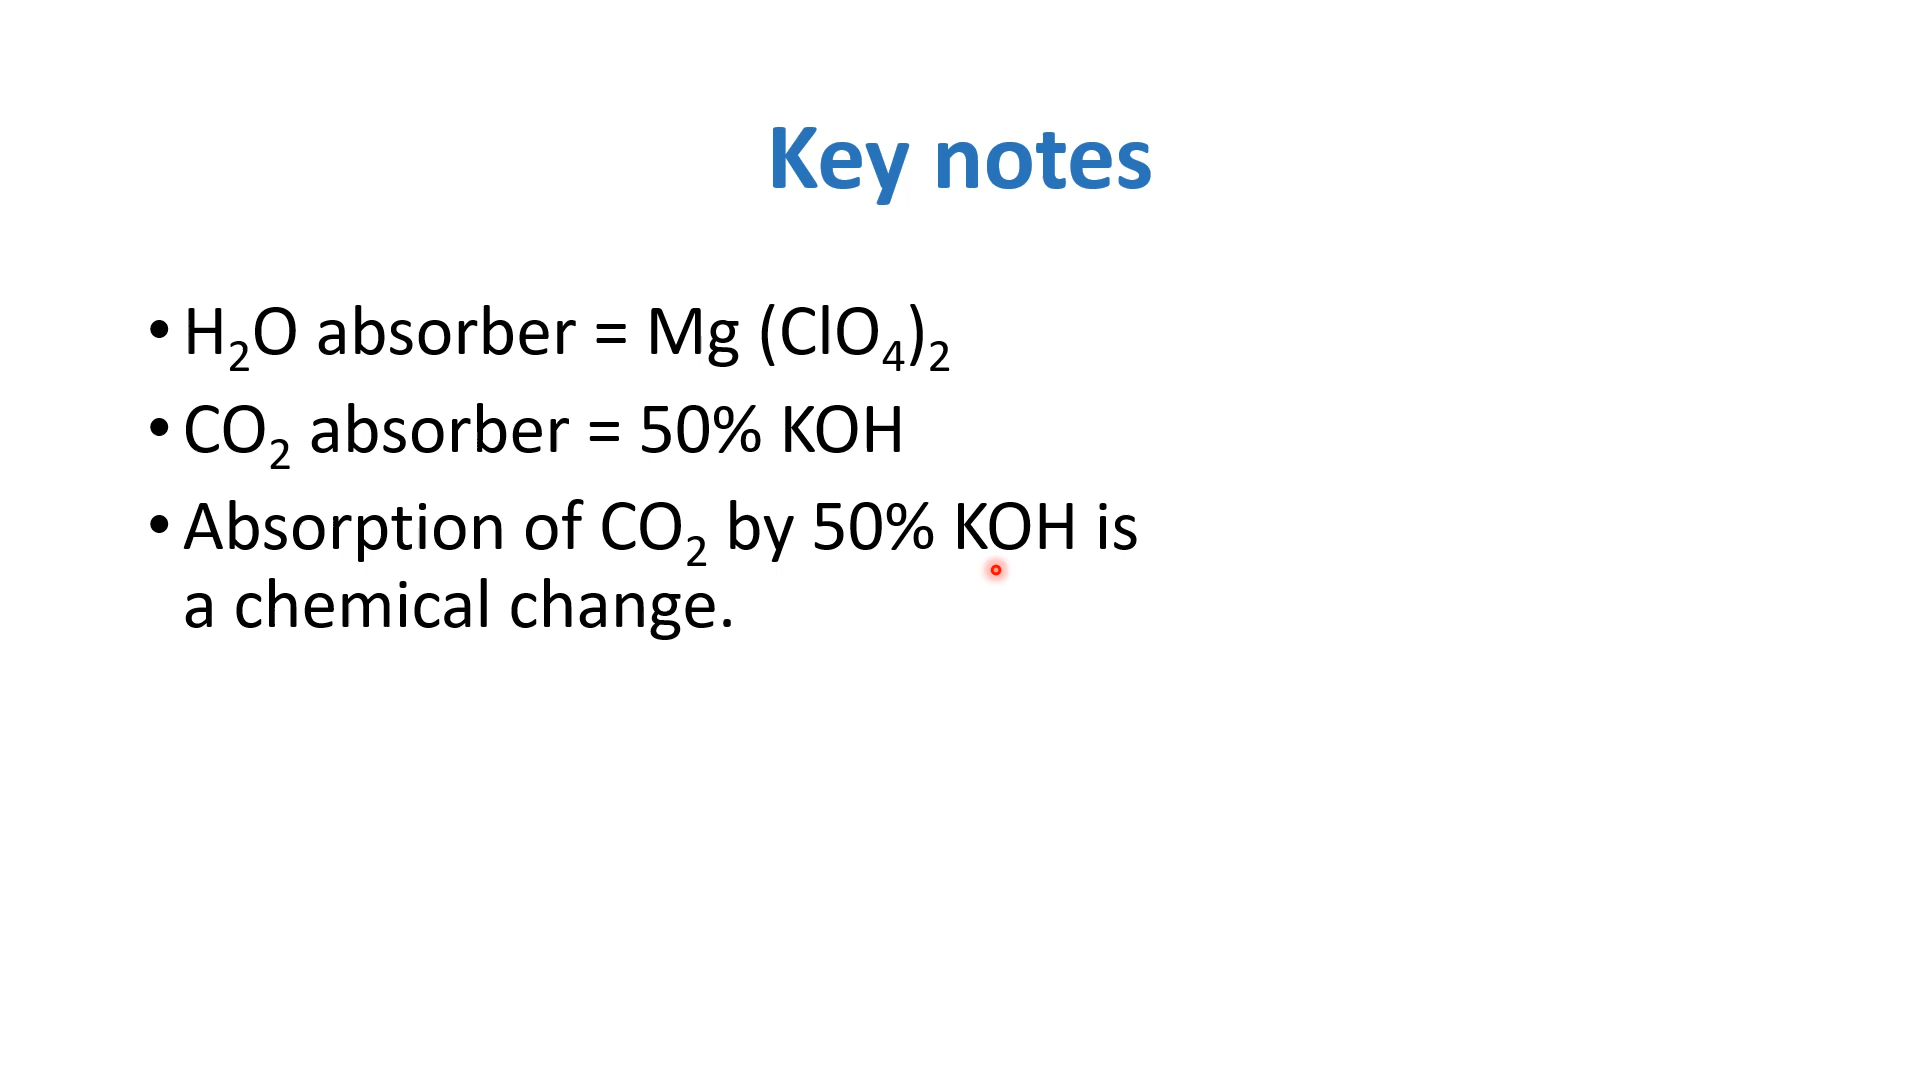 Key notes
• H₂O absorber = Mg (ClO₄)₂
• CO₂ absorber = 50% KOH
• Absorption of CO₂ by 50% KOH is
a chemical change.